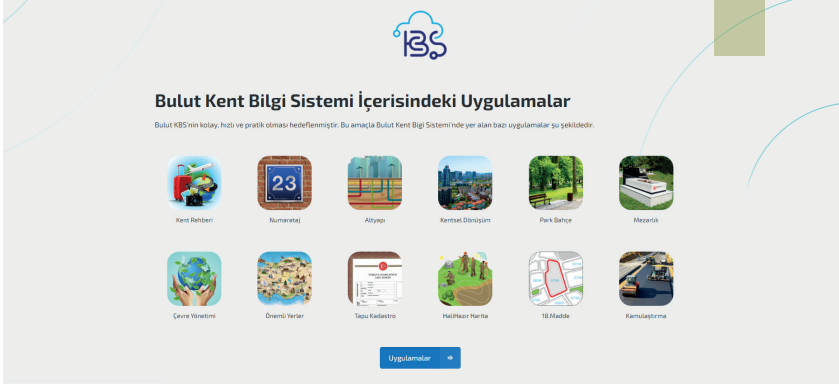 KBS
Bulut Kent Bilgi Sistemi İçerisindeki Uygulamalar
Bulut KBS'nin kolay, hızlı ve pratik olması hedeflenmiştir. Bu amaçla Bulut Kent Bigi Sistemi'nde yer alan bazı uygulamalar şu şekildedir.
23
Kent Rehberi
Numarataj
Altyapı
Kentsel Dönüşüm
Park Bahçe
Mezarlık
Çevre Yönetimi
Önemli Yerler
Tapu Kadastro
HaliHazır Harita
18.Madde
Kamulaştırma
Uygulamalar